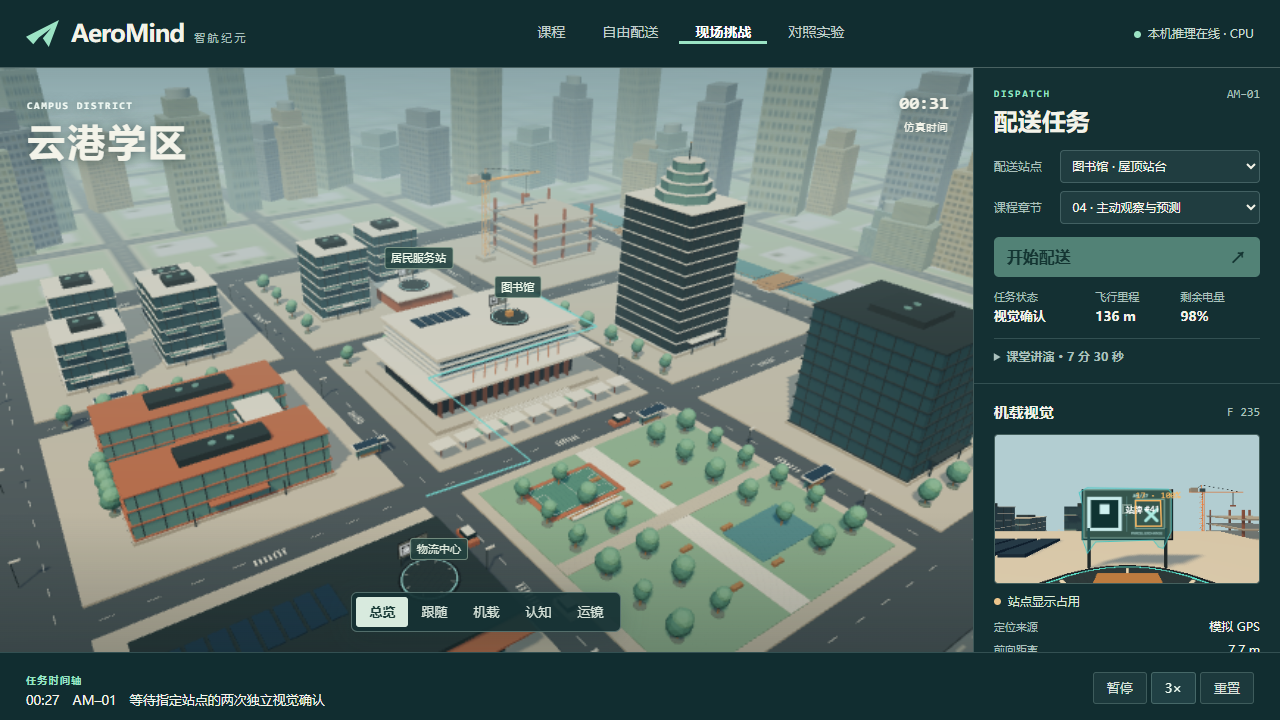 AeroMind 智航纪元
课程 自由配送 现场挑战 对照实验
本机推理在线 · CPU
CAMPUS DISTRICT
云港学区
00:31
仿真时间
居民服务站
图书馆
物流中心
总览 跟随 机载 认知 运镜
DISPATCH AM-01
配送任务
配送站点 图书馆 · 屋顶站台
课程章节 04 · 主动观察与预测
开始配送
任务状态 飞行里程 剩余电量
视觉确认 136 m 98%
课堂讲演 • 7 分 30 秒
机载视觉 F 235
站点显示占用
定位来源 模拟 GPS
前向距离 7.7 m
任务时间轴
00:27 AM-01 等待指定站点的两次独立视觉确认
暂停 3× 重置